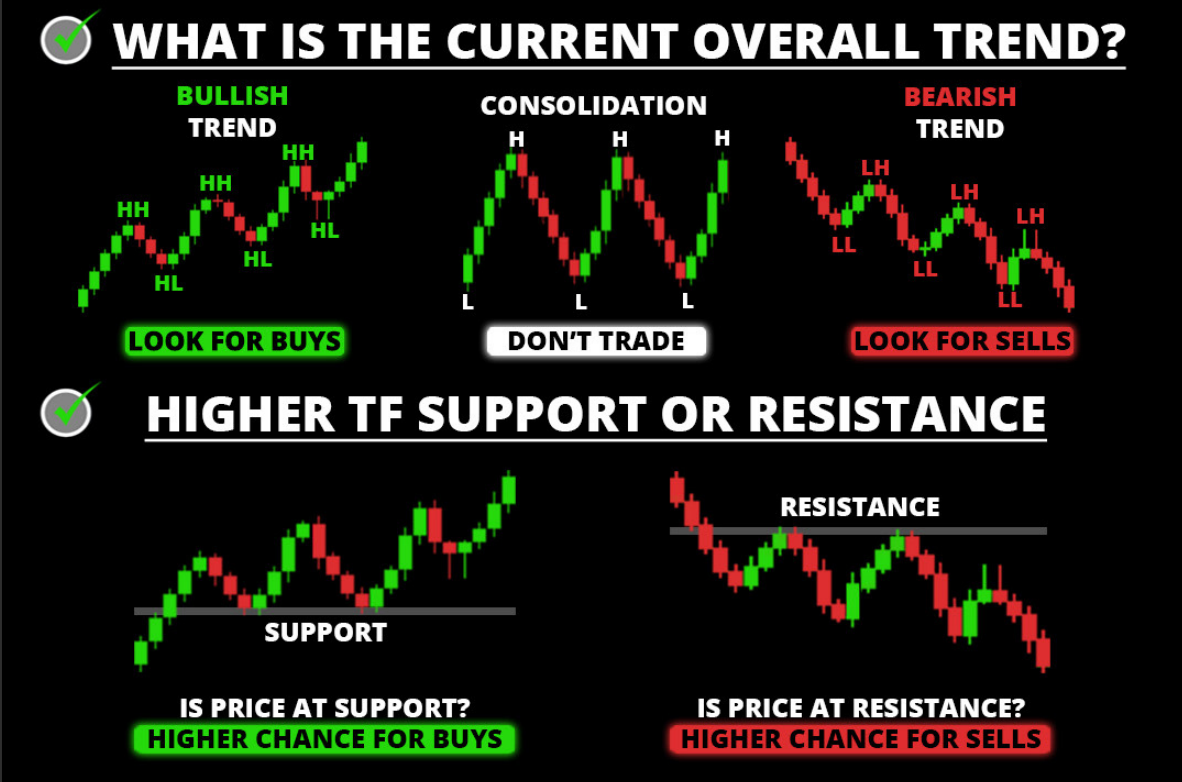 WHAT IS THE CURRENT OVERALL TREND?
BULLISH
TREND
HH
HH
HH
HL
HL
HL
LOOK FOR BUYS
CONSOLIDATION
H
H
H
L
L
L
DON'T TRADE
BEARISH
TREND
LH
LH
LH
LL
LL
LL
LOOK FOR SELLS
HIGHER TF SUPPORT OR RESISTANCE
SUPPORT
IS PRICE AT SUPPORT?
HIGHER CHANCE FOR BUYS
RESISTANCE
IS PRICE AT RESISTANCE?
HIGHER CHANCE FOR SELLS